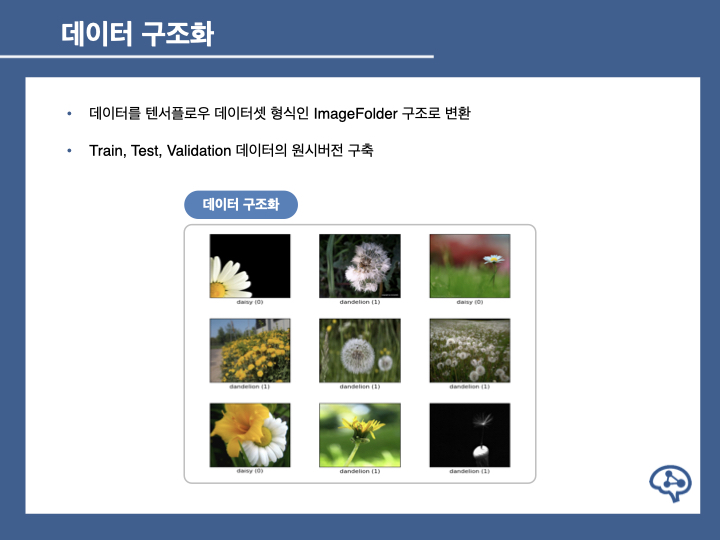 데이터 구조화
• 데이터를 텐서플로우 데이터셋 형식인 ImageFolder 구조로 변환
• Train, Test, Validation 데이터의 원시버전 구축
데이터 구조화
daisy (0) dandelion (1) daisy (0)
dandelion (1) dandelion (1) dandelion (1)
daisy (0) dandelion (1) dandelion (1)